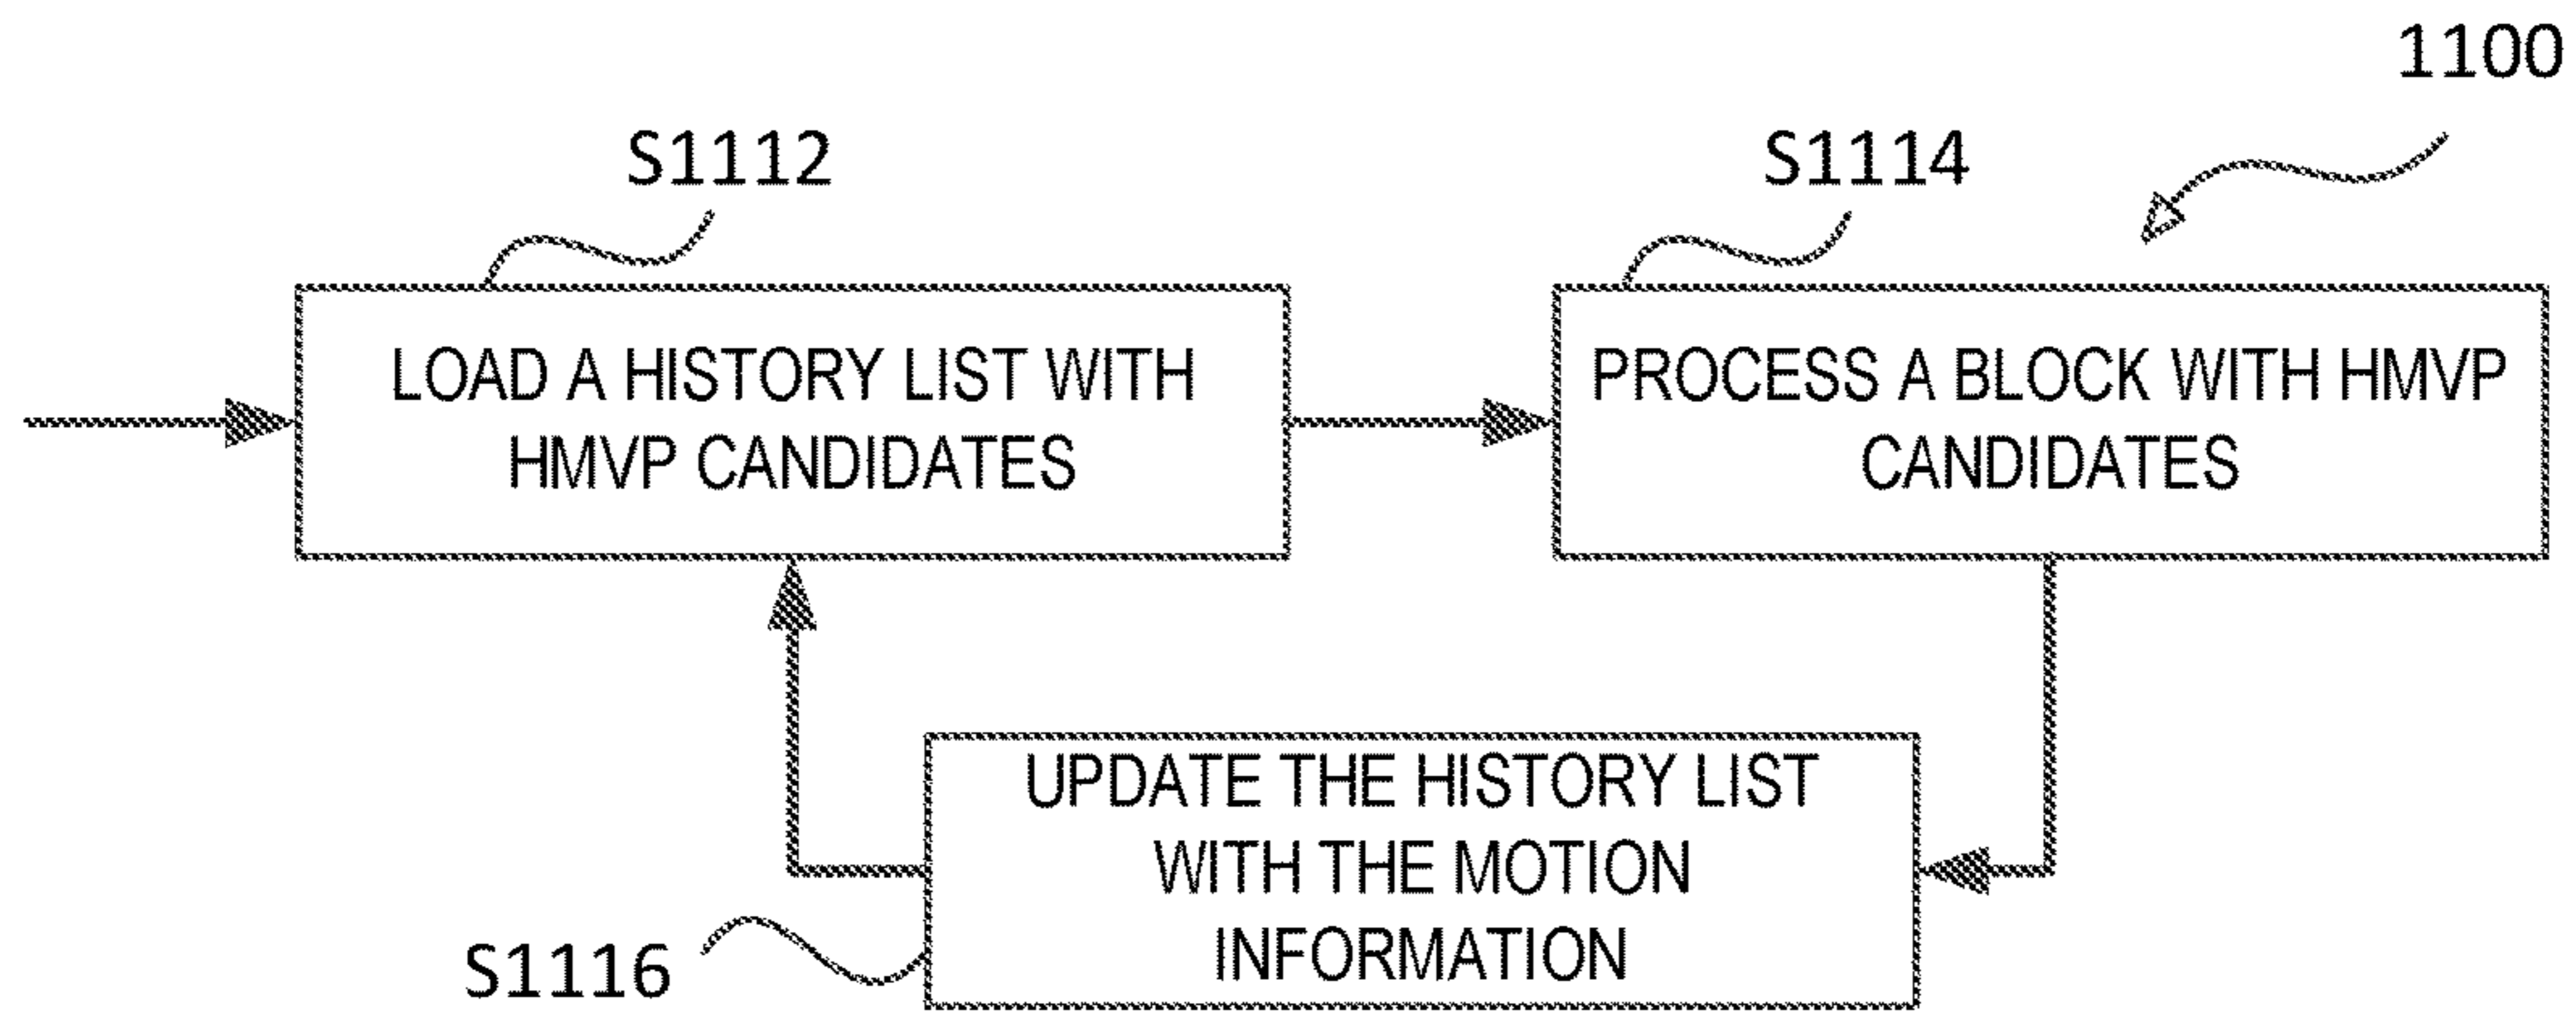 1100
S1112
S1114
LOAD A HISTORY LIST WITH
HMVP CANDIDATES
PROCESS A BLOCK WITH HMVP
CANDIDATES
UPDATE THE HISTORY LIST
WITH THE MOTION
INFORMATION
S1116